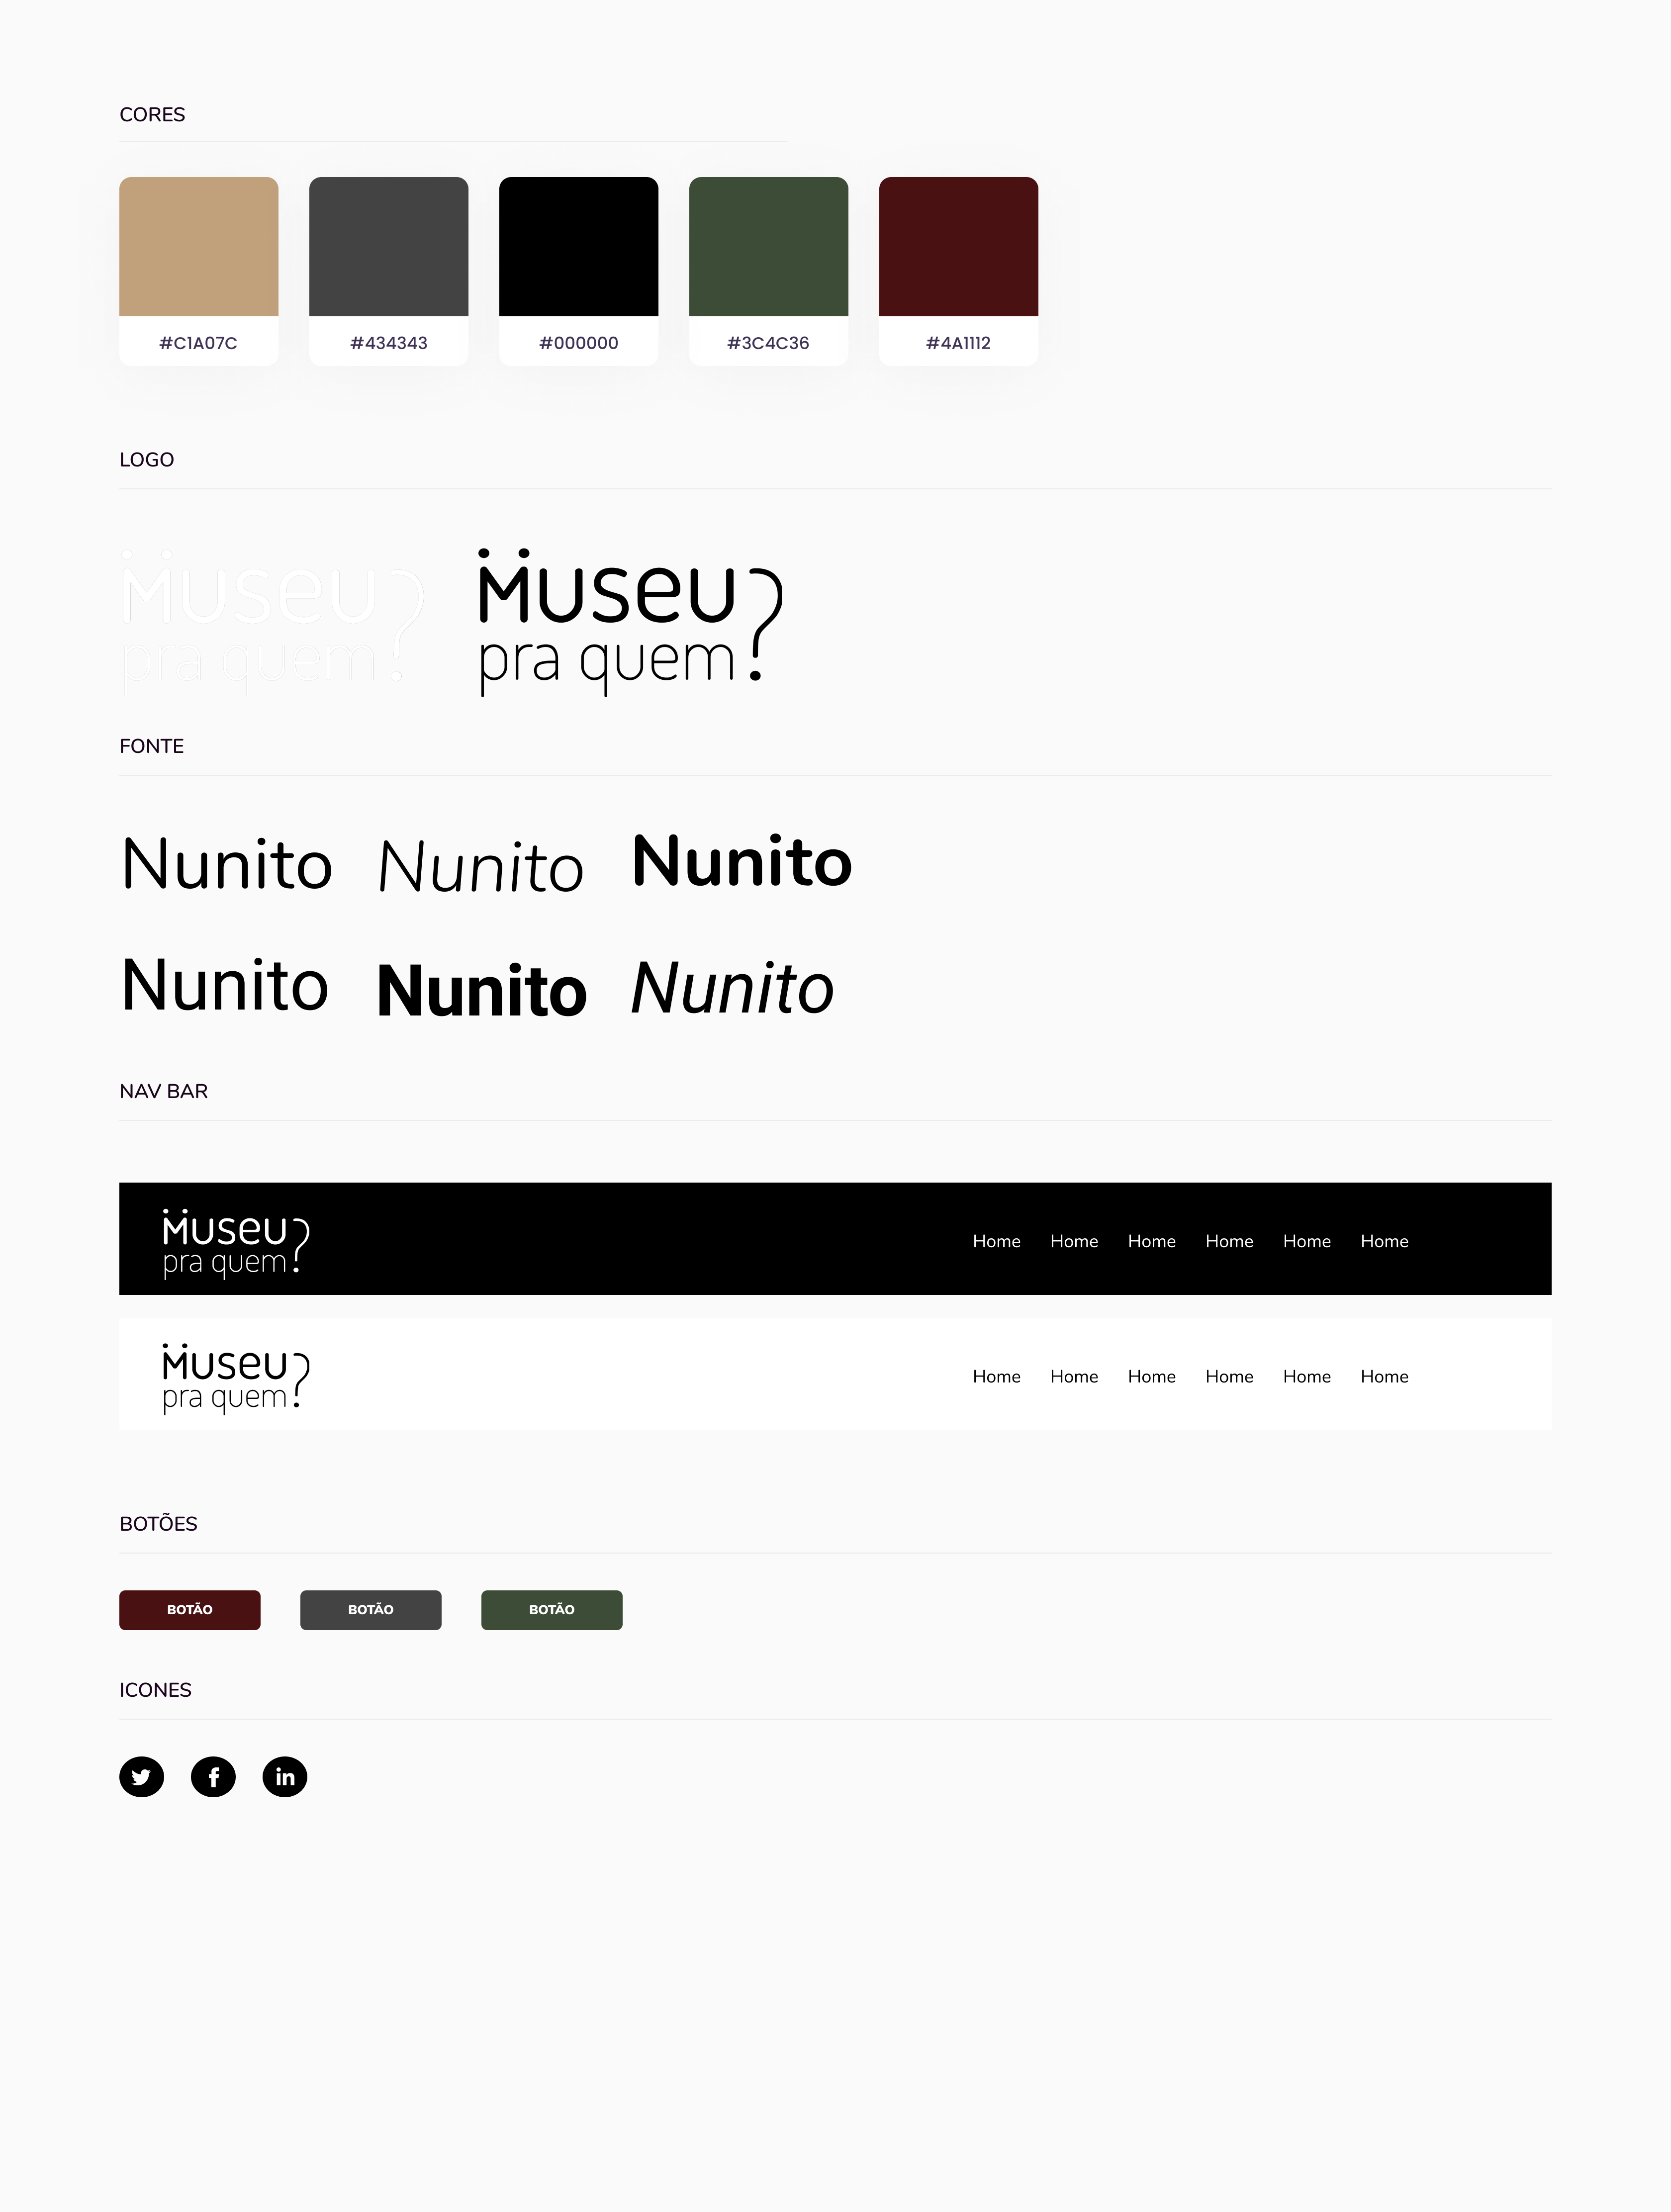 CORES
#C1A07C #434343 #000000 #3C4C36 #4A1112
LOGO
Museu
pra quem?
Museu
pra quem?
FONTE
Nunito Nunito Nunito
Nunito Nunito Nunito
NAV BAR
Museu
pra quem?
Home Home Home Home Home Home
Museu
pra quem?
Home Home Home Home Home Home
BOTÕES
BOTÃO BOTÃO BOTÃO
ICONES
f in